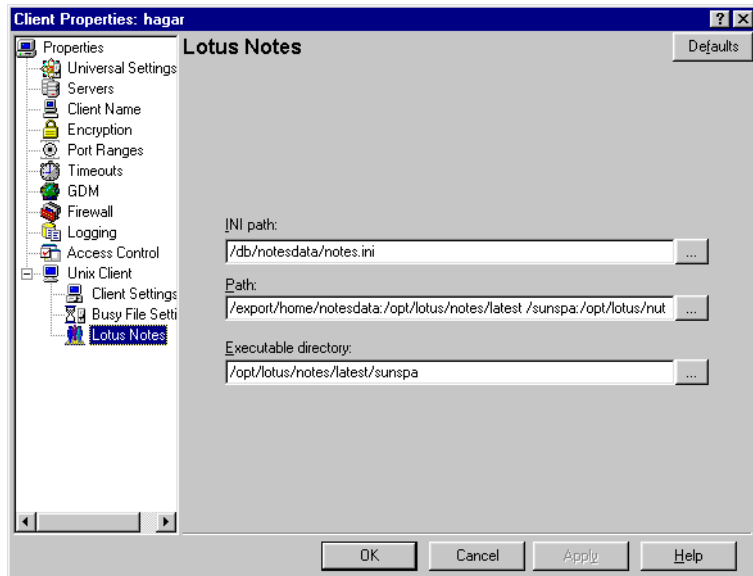 Client Properties: hagar
Properties
Universal Settings
Servers
Client Name
Encryption
Port Ranges
Timeouts
GDM
Firewall
Logging
Access Control
Unix Client
Client Settings
Busy File Setti
Lotus Notes
Lotus Notes
Defaults
INI path:
/db/notesdata/notes.ini
...
Path:
/export/home/notesdata:/opt/lotus/notes/latest /sunspa:/opt/lotus/nut
...
Executable directory:
/opt/lotus/notes/latest/sunspa
...
OK
Cancel
Apply
Help